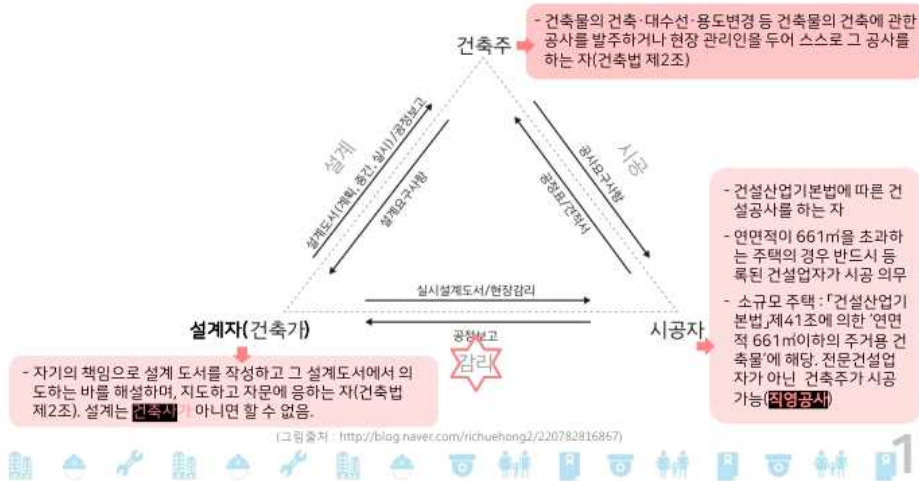 건축주
- 건축물의 건축·대수선·용도변경 등 건축물의 건축에 관한
공사를 발주하거나 현장 관리인을 두어 스스로 그 공사를
하는 자(건축법 제2조)
설계
설계도서(계획, 중간, 실시)/공정보고
설계요구사항
시공
공사요구사항
공정표/견적서
- 건설산업기본법에 따른 건
설공사를 하는 자
- 연면적이 661㎡을 초과하
는 주택의 경우 반드시 등
록된 건설업자가 시공 의무
- 소규모 주택 :「건설산업기
본법」제41조에 의한 '연면
적 661㎡이하의 주거용 건
축물'에 해당. 전문건설업
자가 아닌 건축주가 시공
가능(직영공사)
실시설계도서/현장감리
공정보고
감리
설계자(건축가)
시공자
- 자기의 책임으로 설계 도서를 작성하고 그 설계도서에서 의
도하는 바를 해설하며, 지도하고 자문에 응하는 자(건축법
제2조). 설계는 건축사가 아니면 할 수 없음.
(그림출처 : http://blog.naver.com/richuehong2/220782816867)
1